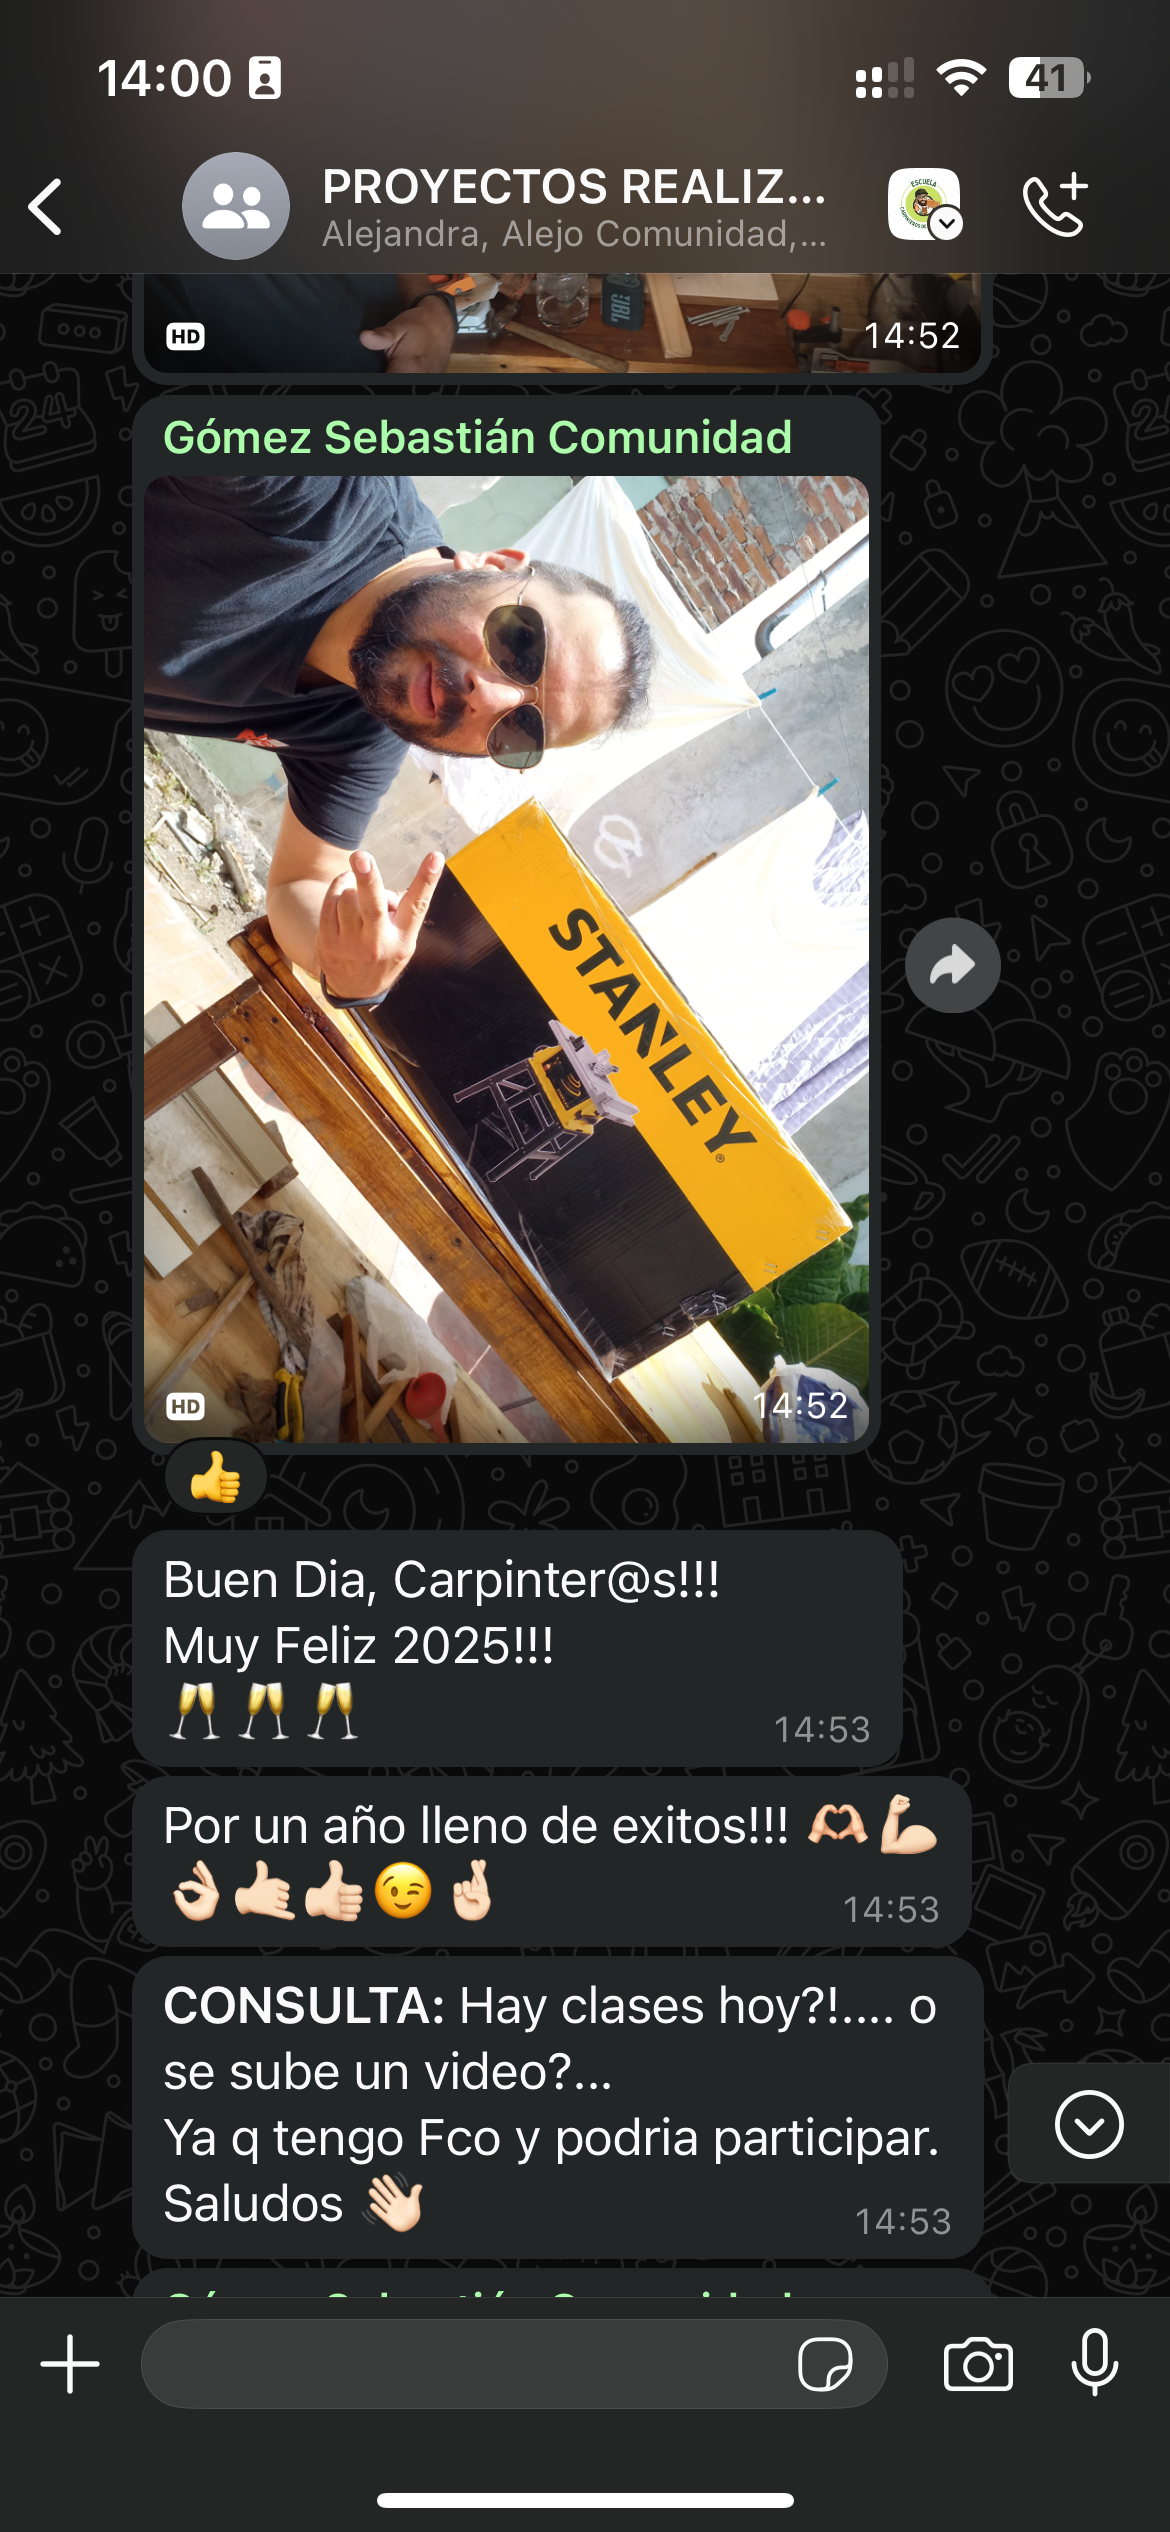 14:00
41
PROYECTOS REALIZ...
Alejandra, Alejo Comunidad,...
ESCUELA
JBL
HD
14:52
Gómez Sebastián Comunidad
STANLEY
HD
14:52
Buen Dia, Carpinter@s!!!
Muy Feliz 2025!!!
14:53
Por un año lleno de exitos!!!
14:53
CONSULTA: Hay clases hoy?!.... o
se sube un video?...
Ya q tengo Fco y podria participar.
Saludos
14:53